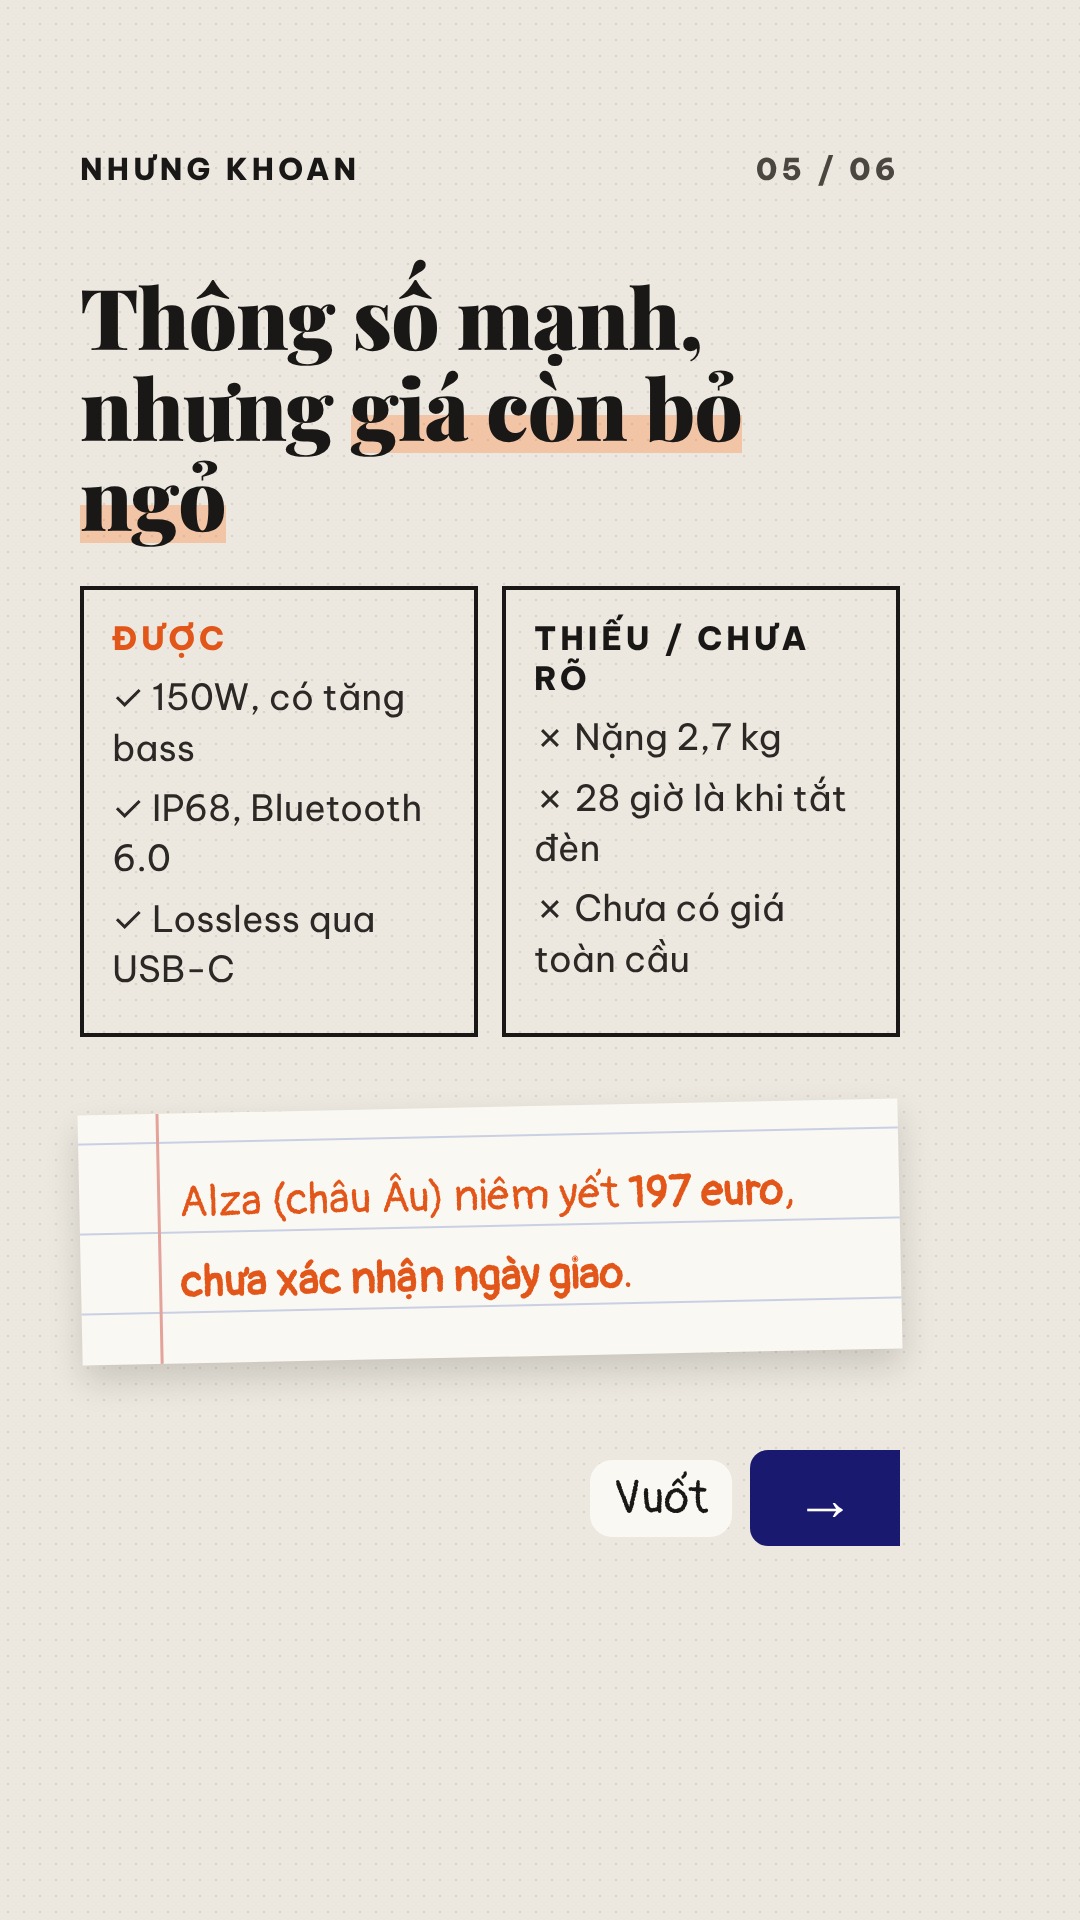 NHƯNG KHOAN
05 / 06
Thông số mạnh,
nhưng giá còn bỏ
ngỏ
ĐƯỢC
✓ 150W, có tăng
bass
✓ IP68, Bluetooth
6.0
✓ Lossless qua
USB-C
THIẾU / CHƯA
RÕ
× Nặng 2,7 kg
× 28 giờ là khi tắt
đèn
× Chưa có giá
toàn cầu
Alza (châu Âu) niêm yết 197 euro,
chưa xác nhận ngày giao.
Vuốt →